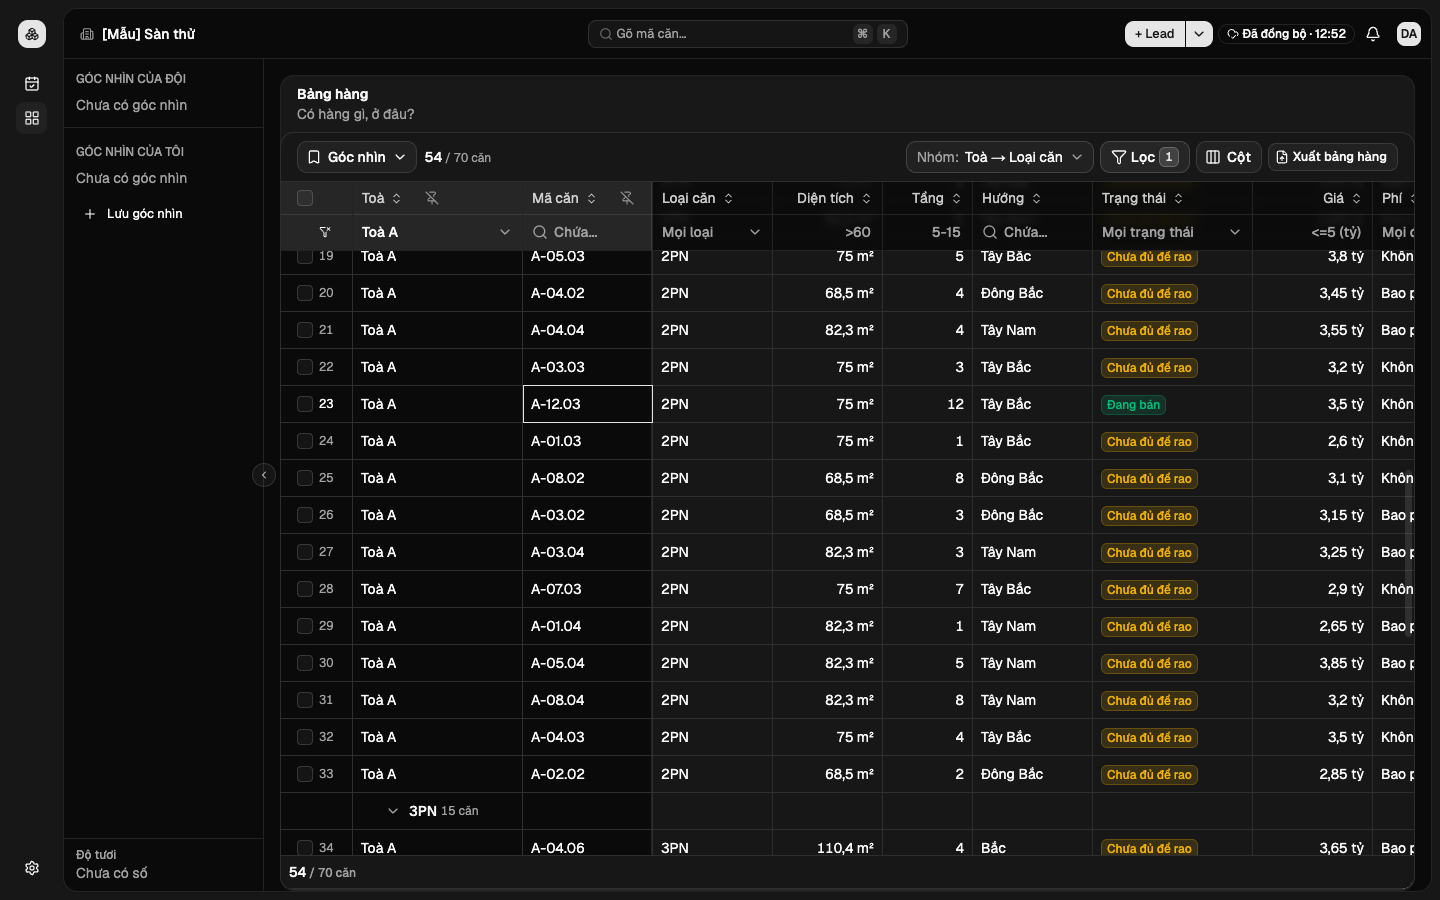 [Mẫu] Sàn thử
Gõ mã căn...
⌘ K
+ Lead
Đã đồng bộ · 12:52
DA
GÓC NHÌN CỦA ĐỘI
Chưa có góc nhìn
GÓC NHÌN CỦA TÔI
Chưa có góc nhìn
+ Lưu góc nhìn
Độ tươi
Chưa có số
Bảng hàng
Có hàng gì, ở đâu?
Góc nhìn
54 / 70 căn
Nhóm: Toà → Loại căn
Lọc 1
Cột
Xuất bảng hàng
Toà Mã căn Loại căn Diện tích Tầng Hướng Trạng thái Giá Phí
Toà A Chứa... Mọi loại >60 5-15 Chứa... Mọi trạng thái <=5 (tỷ) Mọi
19 Toà A A-05.03 2PN 75 m² 5 Tây Bắc Chưa đủ để rao 3,8 tỷ Khôn
20 Toà A A-04.02 2PN 68,5 m² 4 Đông Bắc Chưa đủ để rao 3,45 tỷ Bao
21 Toà A A-04.04 2PN 82,3 m² 4 Tây Nam Chưa đủ để rao 3,55 tỷ Bao
22 Toà A A-03.03 2PN 75 m² 3 Tây Bắc Chưa đủ để rao 3,2 tỷ Khôn
23 Toà A A-12.03 2PN 75 m² 12 Tây Bắc Đang bán 3,5 tỷ Khôn
24 Toà A A-01.03 2PN 75 m² 1 Tây Bắc Chưa đủ để rao 2,6 tỷ Khôn
25 Toà A A-08.02 2PN 68,5 m² 8 Đông Bắc Chưa đủ để rao 3,1 tỷ Khôn
26 Toà A A-03.02 2PN 68,5 m² 3 Đông Bắc Chưa đủ để rao 3,15 tỷ Bao
27 Toà A A-03.04 2PN 82,3 m² 3 Tây Nam Chưa đủ để rao 3,25 tỷ Bao
28 Toà A A-07.03 2PN 75 m² 7 Tây Bắc Chưa đủ để rao 2,9 tỷ Khôn
29 Toà A A-01.04 2PN 82,3 m² 1 Tây Nam Chưa đủ để rao 2,65 tỷ Bao
30 Toà A A-05.04 2PN 82,3 m² 5 Tây Nam Chưa đủ để rao 3,85 tỷ Bao
31 Toà A A-08.04 2PN 82,3 m² 8 Tây Nam Chưa đủ để rao 3,2 tỷ Khôn
32 Toà A A-04.03 2PN 75 m² 4 Tây Bắc Chưa đủ để rao 3,5 tỷ Khôn
33 Toà A A-02.02 2PN 68,5 m² 2 Đông Bắc Chưa đủ để rao 2,85 tỷ Bao
3PN 15 căn
34 Toà A A-04.06 3PN 110,4 m² 4 Bắc Chưa đủ để rao 3,65 tỷ Bao
54 / 70 căn